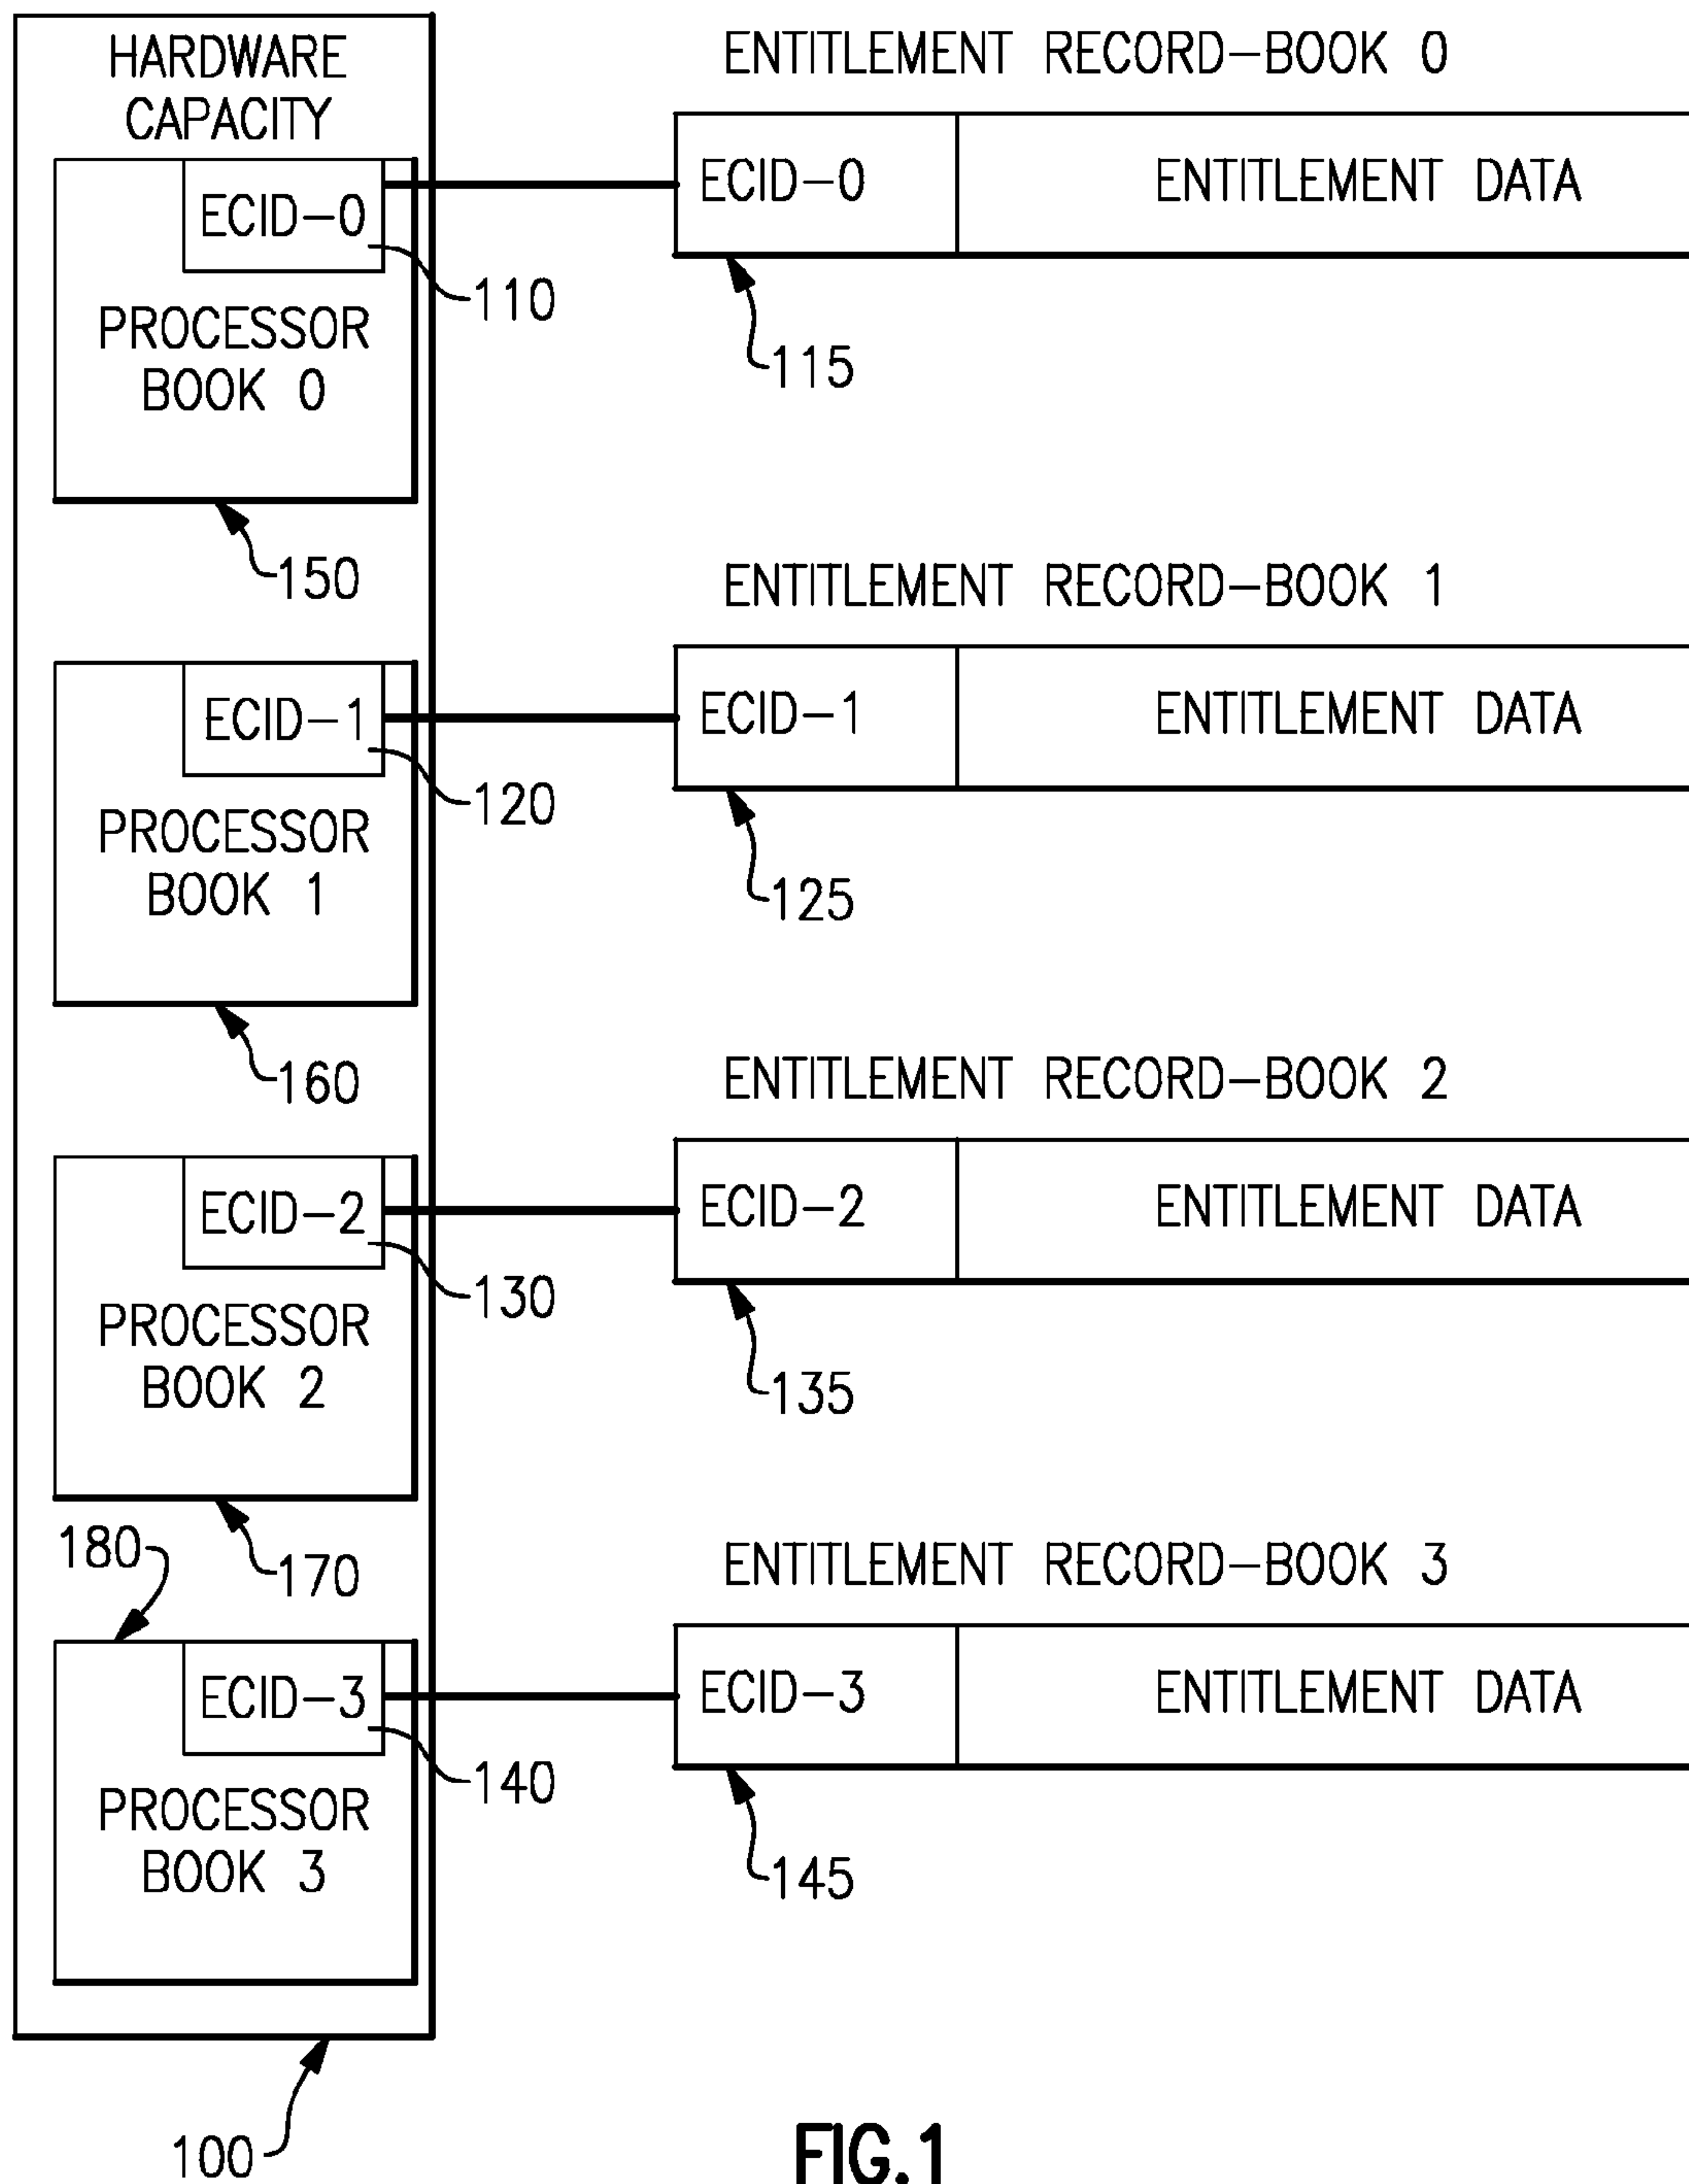 HARDWARE
CAPACITY
ECID-0
110
PROCESSOR
BOOK 0
150
ENTITLEMENT RECORD-BOOK 0
ECID-0
ENTITLEMENT DATA
115
ECID-1
120
PROCESSOR
BOOK 1
160
ENTITLEMENT RECORD-BOOK 1
ECID-1
ENTITLEMENT DATA
125
ECID-2
130
PROCESSOR
BOOK 2
170
ENTITLEMENT RECORD-BOOK 2
ECID-2
ENTITLEMENT DATA
135
180
ECID-3
140
PROCESSOR
BOOK 3
ENTITLEMENT RECORD-BOOK 3
ECID-3
ENTITLEMENT DATA
145
100
FIG.1